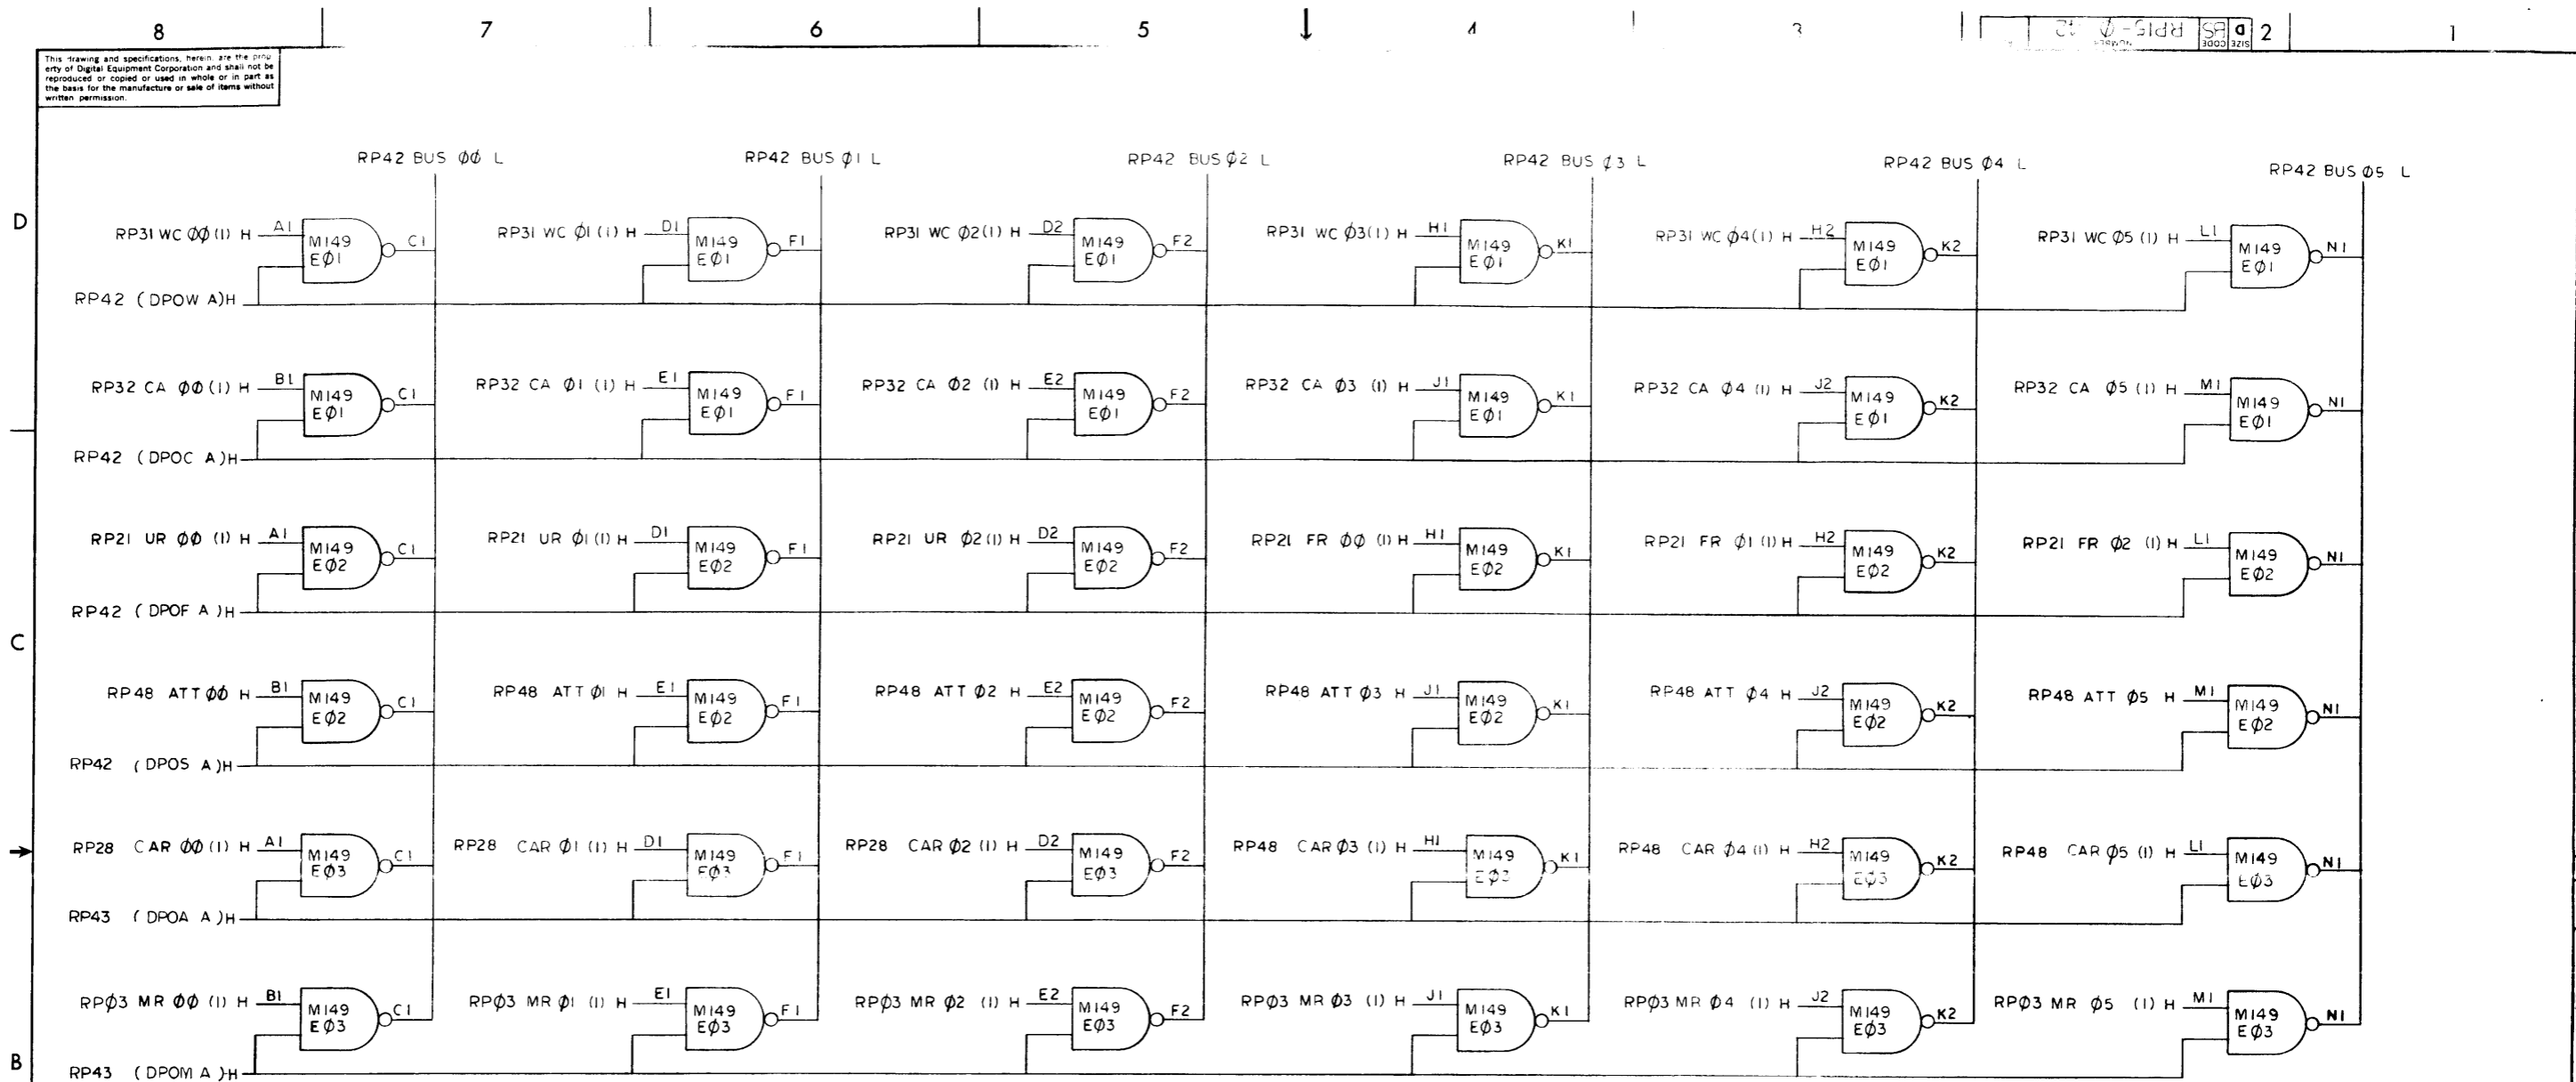 8 7 6 5 4 3 2 1
SIZE D CODE BS NUMBER RP15-Ø-42
This drawing and specifications, herein, are the prop
erty of Digital Equipment Corporation and shall not be
reproduced or copied or used in whole or in part as
the basis for the manufacture or sale of items without
written permission.
RP42 BUS ØØ L RP42 BUS Ø1 L RP42 BUS Ø2 L RP42 BUS Ø3 L RP42 BUS Ø4 L RP42 BUS Ø5 L
D
RP31 WC ØØ (1) H A1 M149 EØ1 C1 RP31 WC Ø1 (1) H D1 M149 EØ1 F1 RP31 WC Ø2 (1) H D2 M149 EØ1 F2 RP31 WC Ø3 (1) H H1 M149 EØ1 K1 RP31 WC Ø4 (1) H H2 M149 EØ1 K2 RP31 WC Ø5 (1) H L1 M149 EØ1 N1
RP42 (DPOW A)H
RP32 CA ØØ (1) H B1 M149 EØ1 C1 RP32 CA Ø1 (1) H E1 M149 EØ1 F1 RP32 CA Ø2 (1) H E2 M149 EØ1 F2 RP32 CA Ø3 (1) H J1 M149 EØ1 K1 RP32 CA Ø4 (1) H J2 M149 EØ1 K2 RP32 CA Ø5 (1) H M1 M149 EØ1 N1
RP42 (DPOC A)H
RP21 UR ØØ (1) H A1 M149 EØ2 C1 RP21 UR Ø1 (1) H D1 M149 EØ2 F1 RP21 UR Ø2 (1) H D2 M149 EØ2 F2 RP21 FR ØØ (1) H H1 M149 EØ2 K1 RP21 FR Ø1 (1) H H2 M149 EØ2 K2 RP21 FR Ø2 (1) H L1 M149 EØ2 N1
RP42 (DPOF A)H
C
RP48 ATT ØØ H B1 M149 EØ2 C1 RP48 ATT Ø1 H E1 M149 EØ2 F1 RP48 ATT Ø2 H E2 M149 EØ2 F2 RP48 ATT Ø3 H J1 M149 EØ2 K1 RP48 ATT Ø4 H J2 M149 EØ2 K2 RP48 ATT Ø5 H M1 M149 EØ2 N1
RP42 (DPOS A)H
RP28 CAR ØØ (1) H A1 M149 EØ3 C1 RP28 CAR Ø1 (1) H D1 M149 EØ3 F1 RP28 CAR Ø2 (1) H D2 M149 EØ3 F2 RP48 CAR Ø3 (1) H H1 M149 EØ3 K1 RP48 CAR Ø4 (1) H H2 M149 EØ3 K2 RP48 CAR Ø5 (1) H L1 M149 EØ3 N1
RP43 (DPOA A)H
RPØ3 MR ØØ (1) H B1 M149 EØ3 C1 RPØ3 MR Ø1 (1) H E1 M149 EØ3 F1 RPØ3 MR Ø2 (1) H E2 M149 EØ3 F2 RPØ3 MR Ø3 (1) H J1 M149 EØ3 K1 RPØ3 MR Ø4 (1) H J2 M149 EØ3 K2 RPØ3 MR Ø5 (1) H M1 M149 EØ3 N1
B
RP43 (DPOM A)H